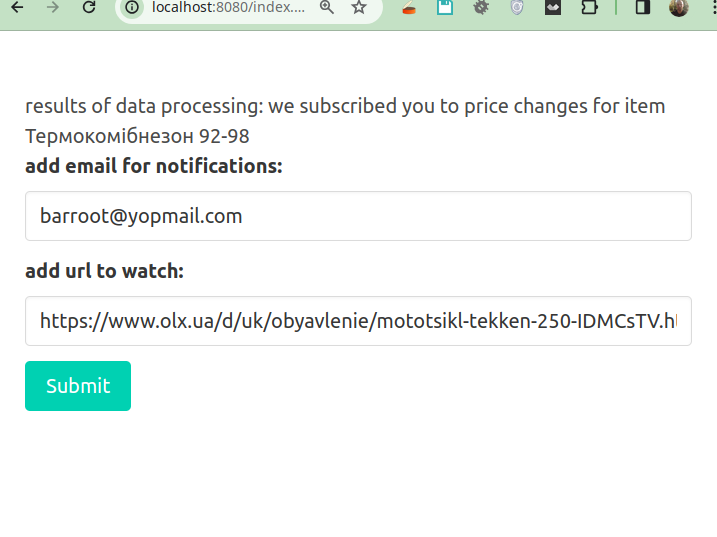 localhost:8080/index....
results of data processing: we subscribed you to price changes for item
Термокомібнезон 92-98
add email for notifications:
barroot@yopmail.com
add url to watch:
https://www.olx.ua/d/uk/obyavlenie/mototsikl-tekken-250-IDMCsTV.ht
Submit